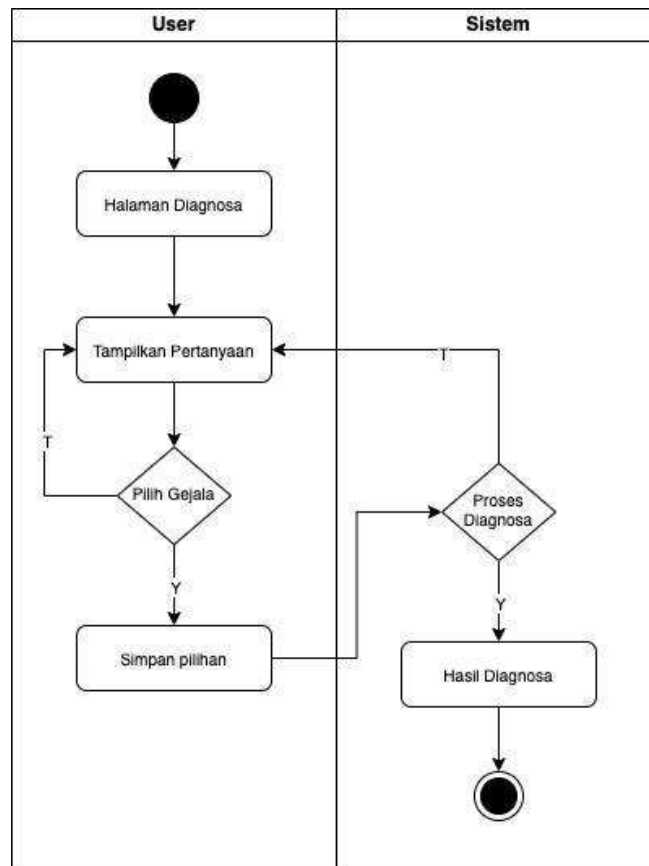 User
Sistem
Halaman Diagnosa
Tampilkan Pertanyaan
T
T
Pilih Gejala
Proses
Diagnosa
Y
Y
Simpan pilihan
Hasil Diagnosa